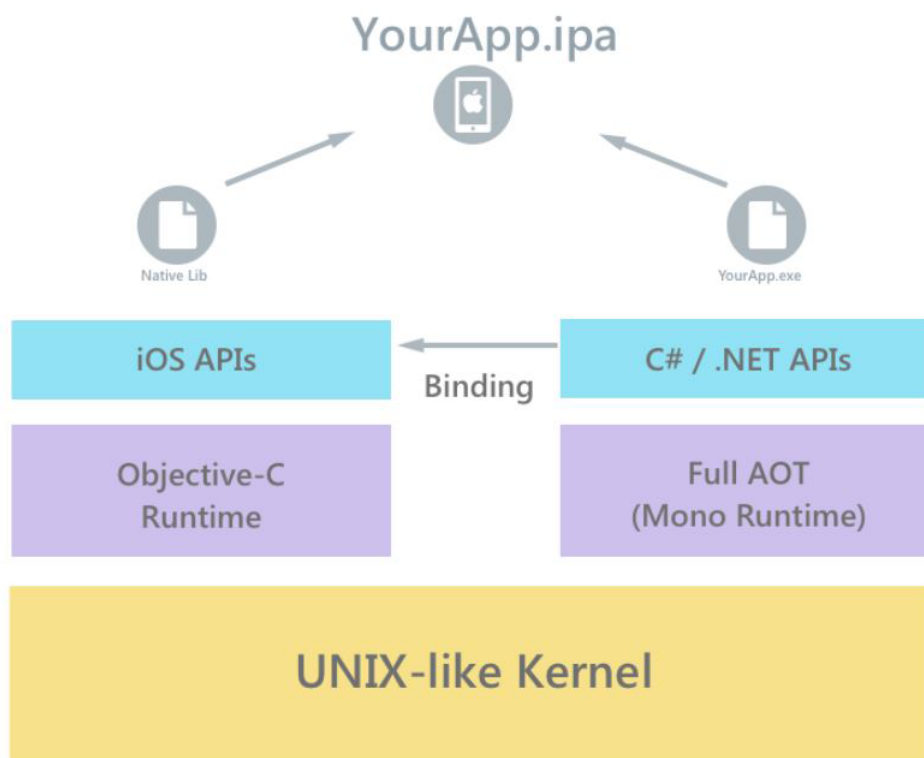 YourApp.ipa
Native Lib
YourApp.exe
iOS APIs
C# / .NET APIs
Binding
Objective-C
Runtime
Full AOT
(Mono Runtime)
UNIX-like Kernel